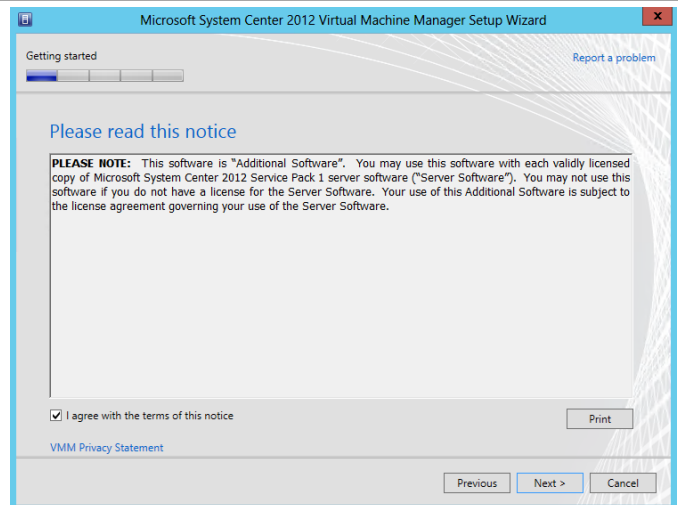 Microsoft System Center 2012 Virtual Machine Manager Setup Wizard
x
Getting started
Report a problem
Please read this notice
PLEASE NOTE: This software is “Additional Software”. You may use this software with each validly licensed
copy of Microsoft System Center 2012 Service Pack 1 server software (“Server Software”). You may not use this
software if you do not have a license for the Server Software. Your use of this Additional Software is subject to
the license agreement governing your use of the Server Software.
I agree with the terms of this notice
Print
VMM Privacy Statement
Previous
Next >
Cancel